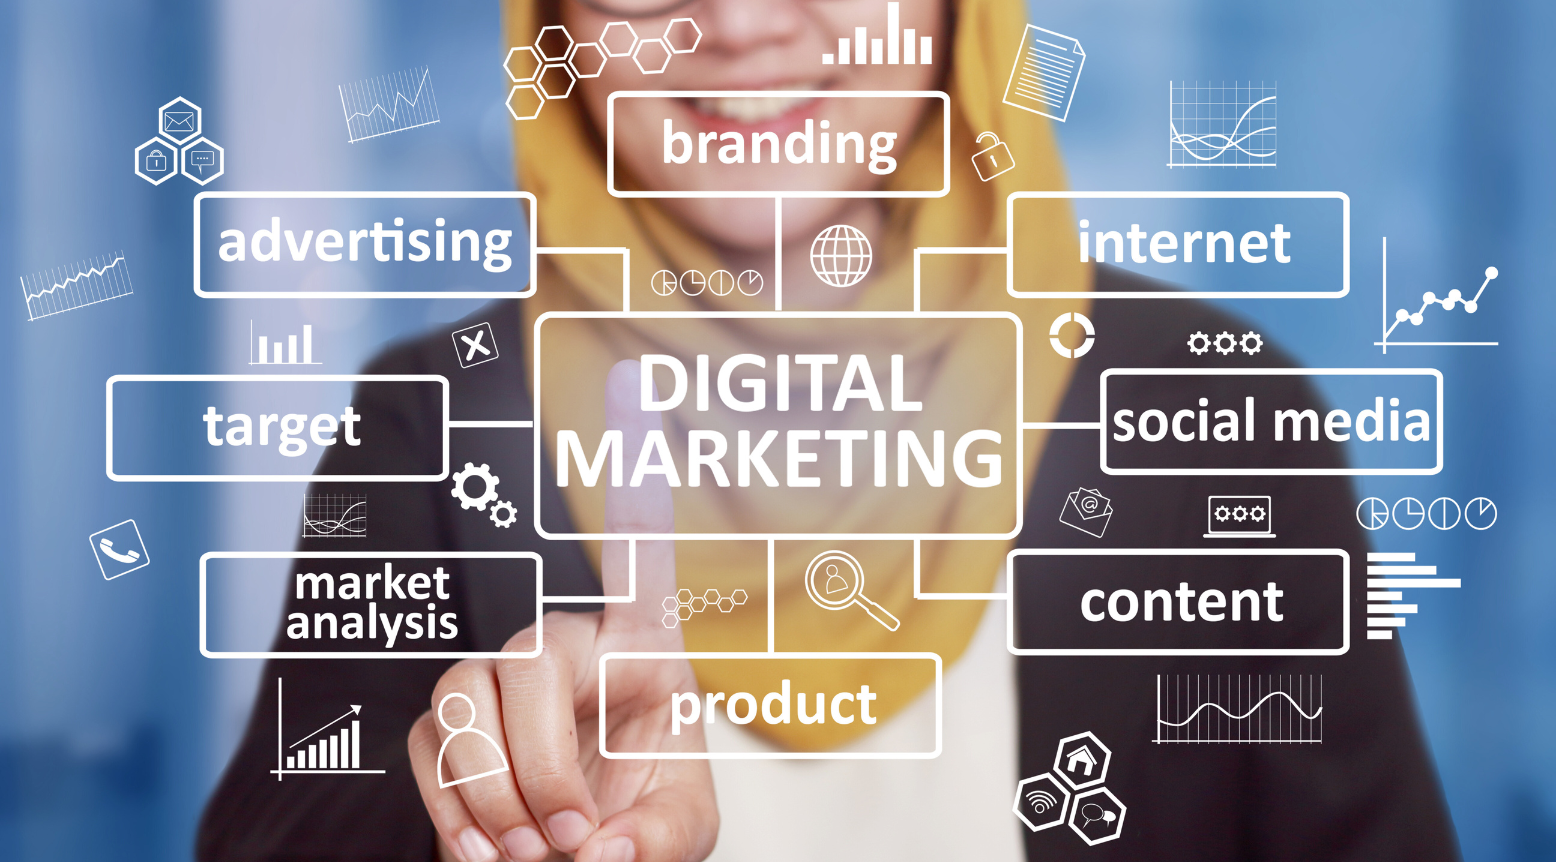 branding
advertising
internet
DIGITAL
MARKETING
target
social media
market
analysis
content
product